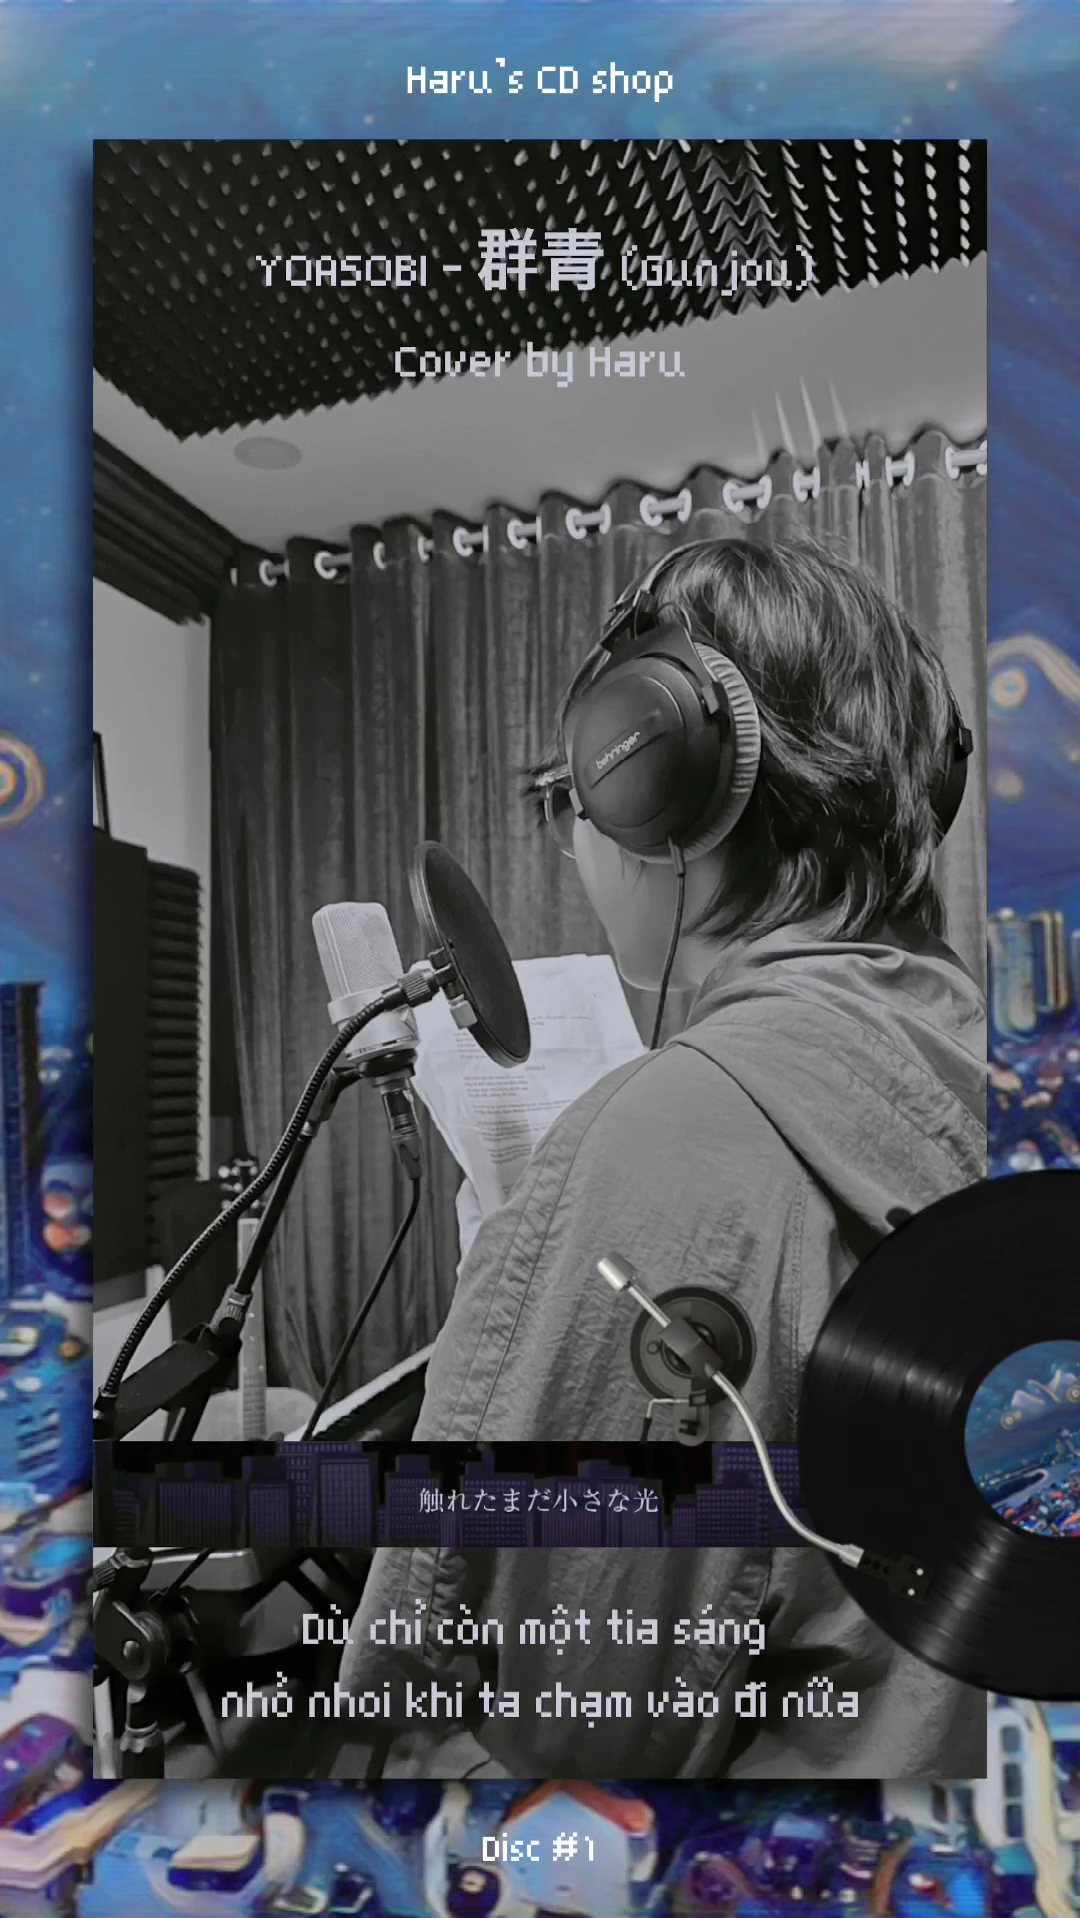 Haru's CD shop
YOASOBI - 群青 (Gunjou)
Cover by Haru
behringer
触れたまだ小さな光
Dù chỉ còn một tia sáng
nhỏ nhoi khi ta chạm vào đi nữa
Disc #1